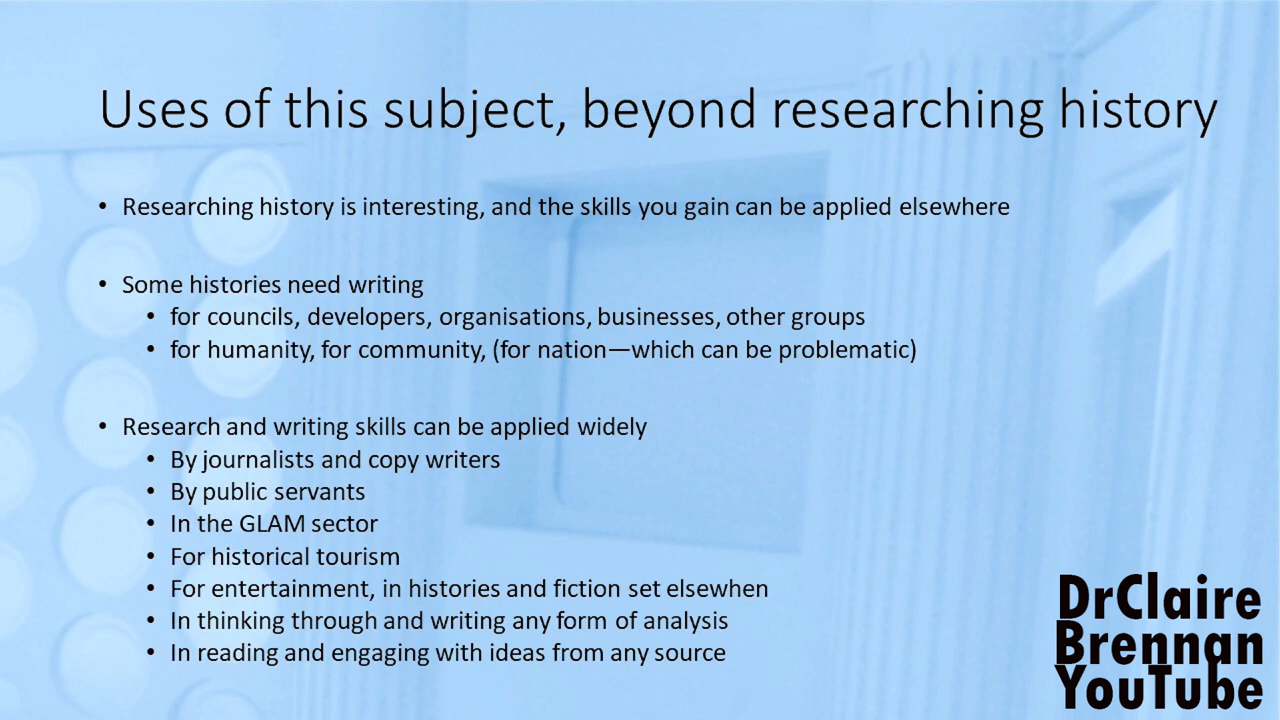 Uses of this subject, beyond researching history
• Researching history is interesting, and the skills you gain can be applied elsewhere
• Some histories need writing
• for councils, developers, organisations, businesses, other groups
• for humanity, for community, (for nation—which can be problematic)
• Research and writing skills can be applied widely
• By journalists and copy writers
• By public servants
• In the GLAM sector
• For historical tourism
• For entertainment, in histories and fiction set elsewhen
• In thinking through and writing any form of analysis
• In reading and engaging with ideas from any source
DrClaire
Brennan
YouTube